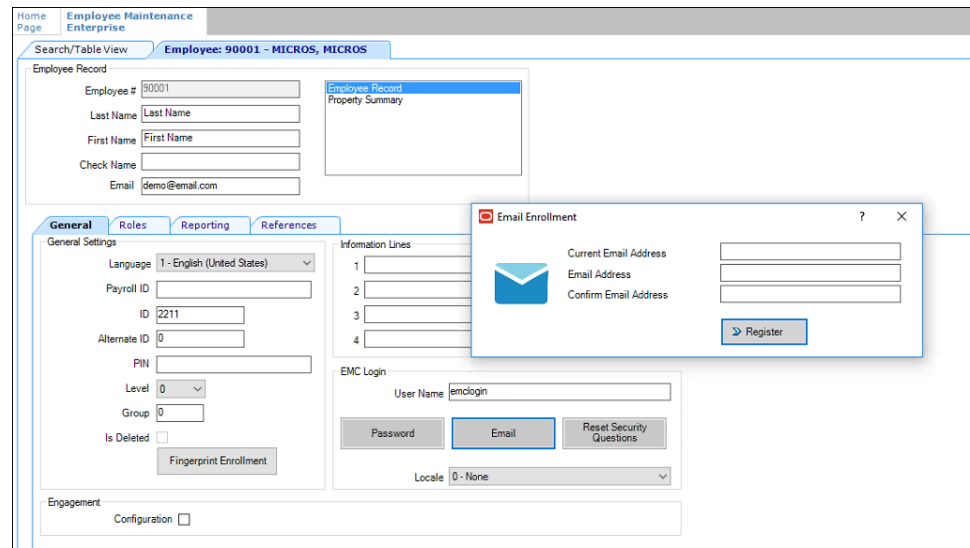 Home
Page
Employee Maintenance
Enterprise
Search/Table View
Employee: 90001 - MICROS, MICROS
Employee Record
Employee # 90001
Last Name Last Name
First Name First Name
Check Name
Email demo@email.com
Employee Record
Property Summary
General
Roles
Reporting
References
General Settings
Language 1 - English (United States)
Payroll ID
ID 2211
Alternate ID 0
PIN
Level 0
Group 0
Is Deleted
Fingerprint Enrollment
Information Lines
1
2
3
4
Email Enrollment
?
Current Email Address
Email Address
Confirm Email Address
Register
EMC Login
User Name emclogin
Password
Email
Reset Security
Questions
Locale 0 - None
Engagement
Configuration